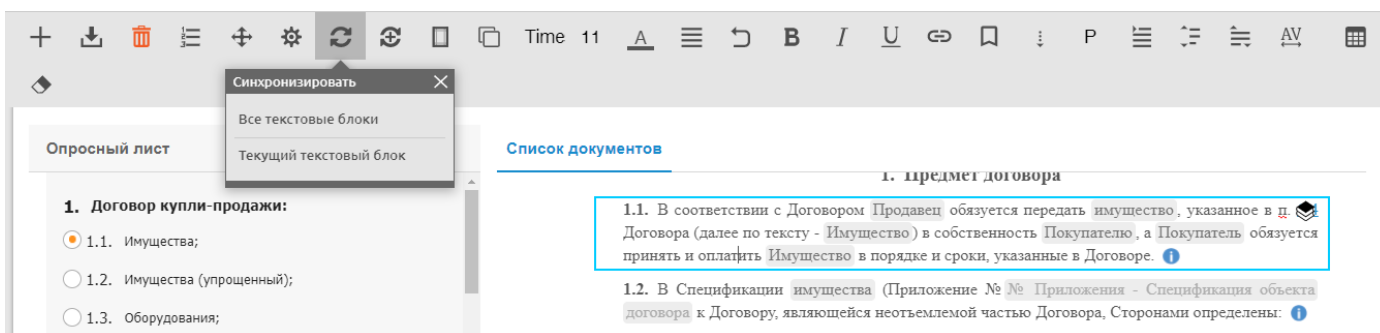 Time 11 A B I U P AV
Синхронизировать
Все текстовые блоки
Текущий текстовый блок
Опросный лист
Список документов
1. Предмет договора
1. Договор купли-продажи:
1.1. Имущества;
1.2. Имущества (упрощенный);
1.3. Оборудования;
1.1. В соответствии с Договором Продавец обязуется передать имущество, указанное в п.
Договора (далее по тексту - Имущество) в собственность Покупателю, а Покупатель обязуется
принять и оплатить Имущество в порядке и сроки, указанные в Договоре.
1.2. В Спецификации имущества (Приложение № № Приложения - Спецификация объекта
договора к Договору, являющейся неотъемлемой частью Договора, Сторонами определены: